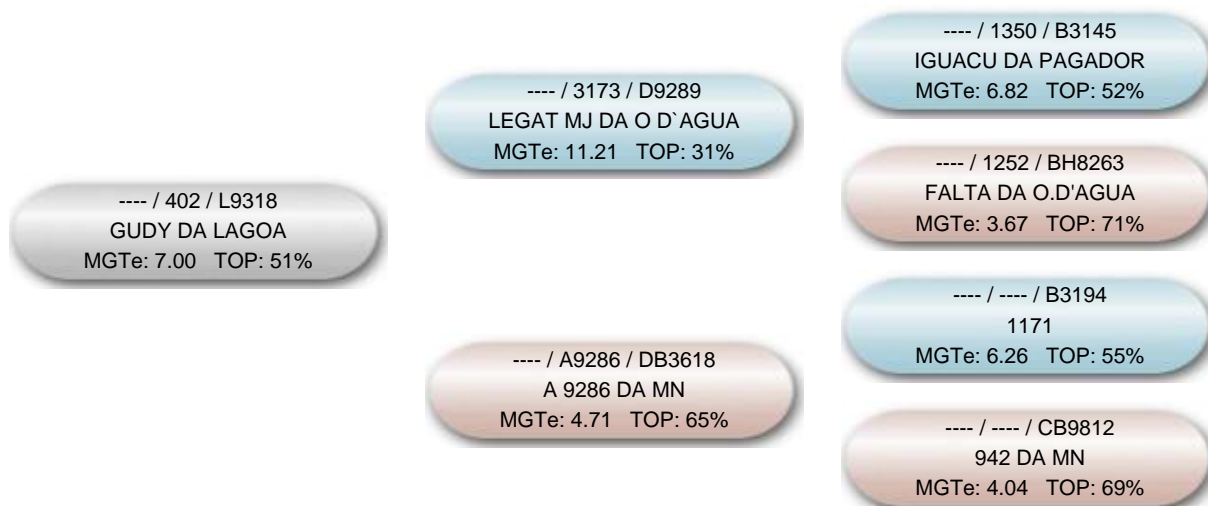 ---- / 402 / L9318
GUDY DA LAGOA
MGTe: 7.00 TOP: 51%
---- / 3173 / D9289
LEGAT MJ DA O D`AGUA
MGTe: 11.21 TOP: 31%
---- / A9286 / DB3618
A 9286 DA MN
MGTe: 4.71 TOP: 65%
---- / 1350 / B3145
IGUACU DA PAGADOR
MGTe: 6.82 TOP: 52%
---- / 1252 / BH8263
FALTA DA O.D'AGUA
MGTe: 3.67 TOP: 71%
---- / ---- / B3194
1171
MGTe: 6.26 TOP: 55%
---- / ---- / CB9812
942 DA MN
MGTe: 4.04 TOP: 69%